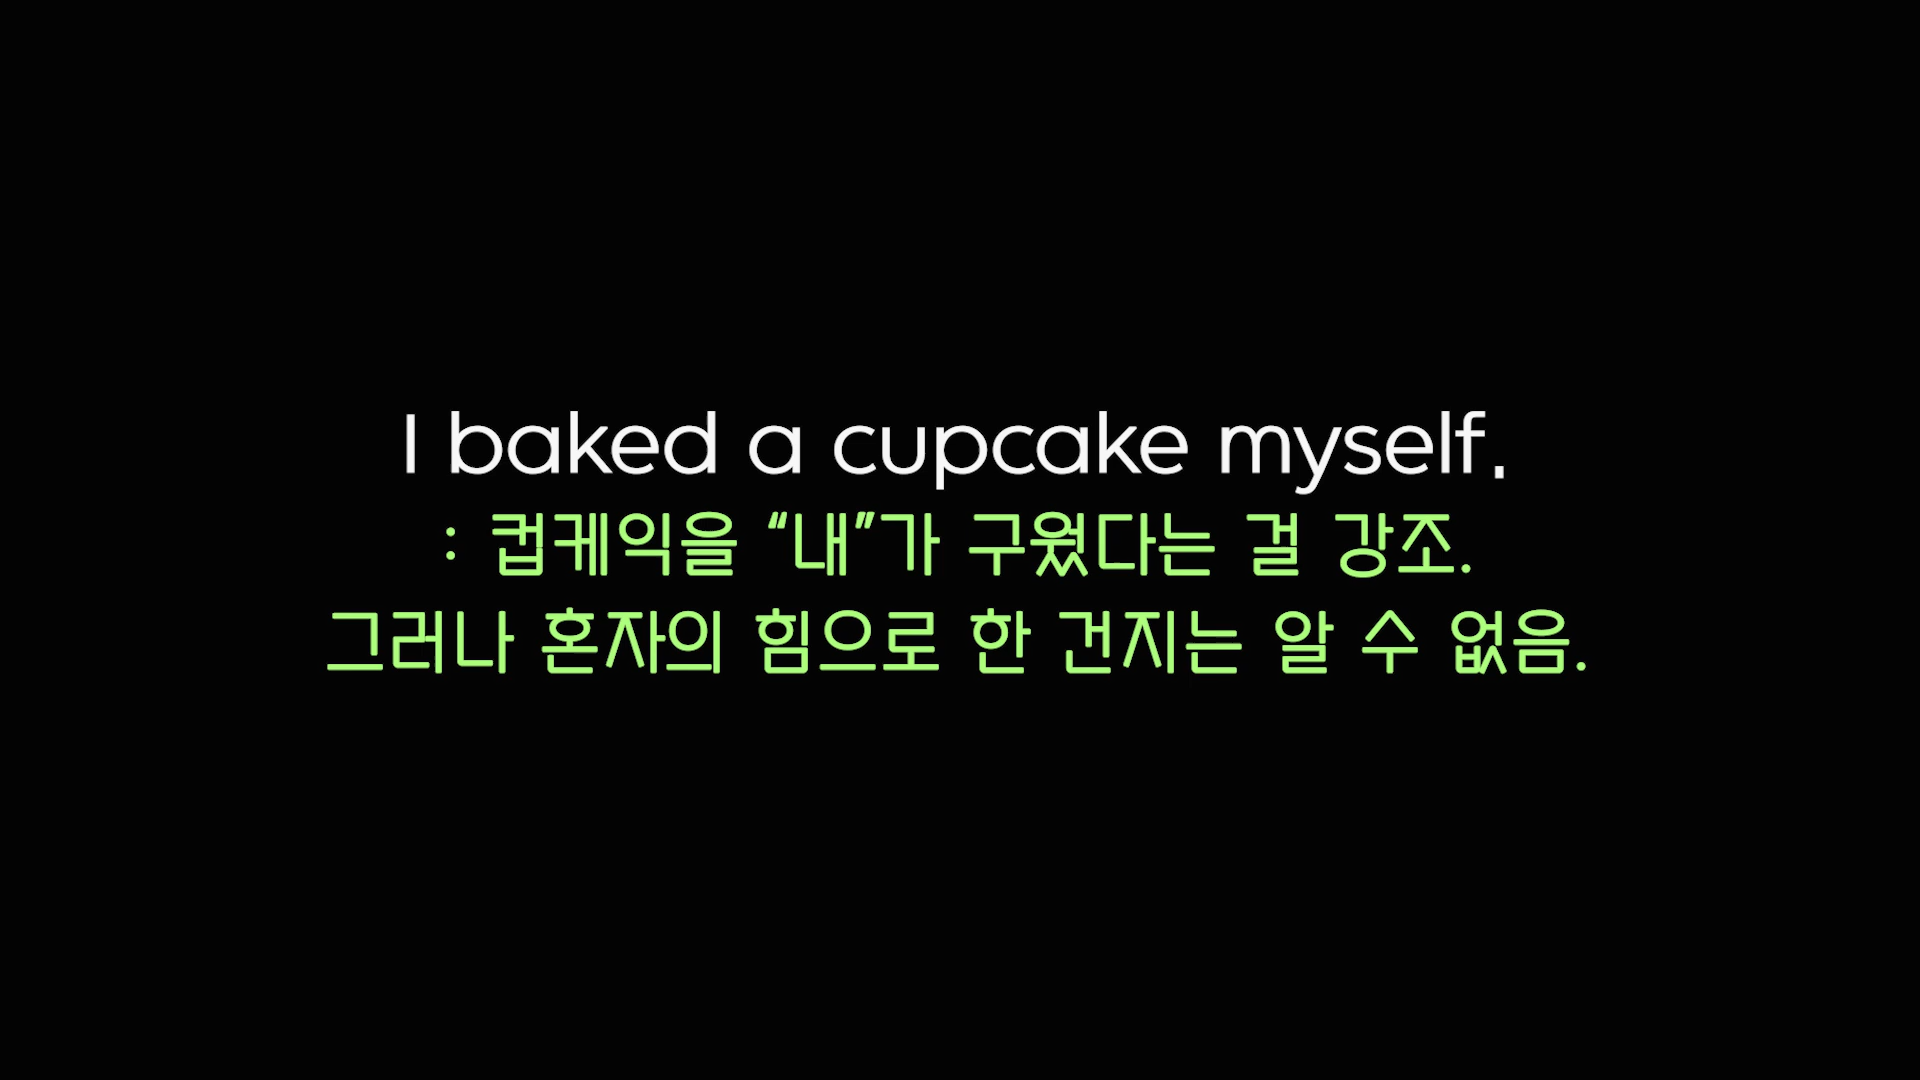 I baked a cupcake myself.
: 컵케익을 “내”가 구웠다는 걸 강조.
그러나 혼자의 힘으로 한 건지는 알 수 없음.